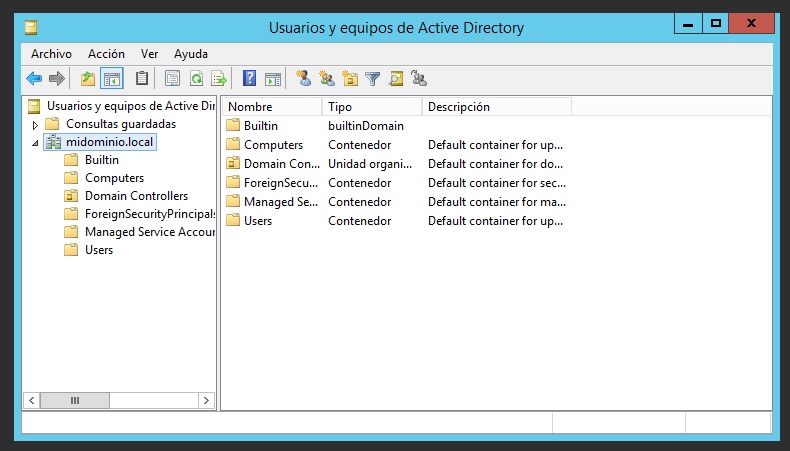 Usuarios y equipos de Active Directory
Archivo Acción Ver Ayuda
Usuarios y equipos de Active Dir
Consultas guardadas
midominio.local
Builtin
Computers
Domain Controllers
ForeignSecurityPrincipals
Managed Service Accour
Users
Nombre Tipo Descripción
Builtin builtinDomain
Computers Contenedor Default container for up...
Domain Con... Unidad organi... Default container for do...
ForeignSecu... Contenedor Default container for sec...
Managed Se... Contenedor Default container for ma...
Users Contenedor Default container for up...